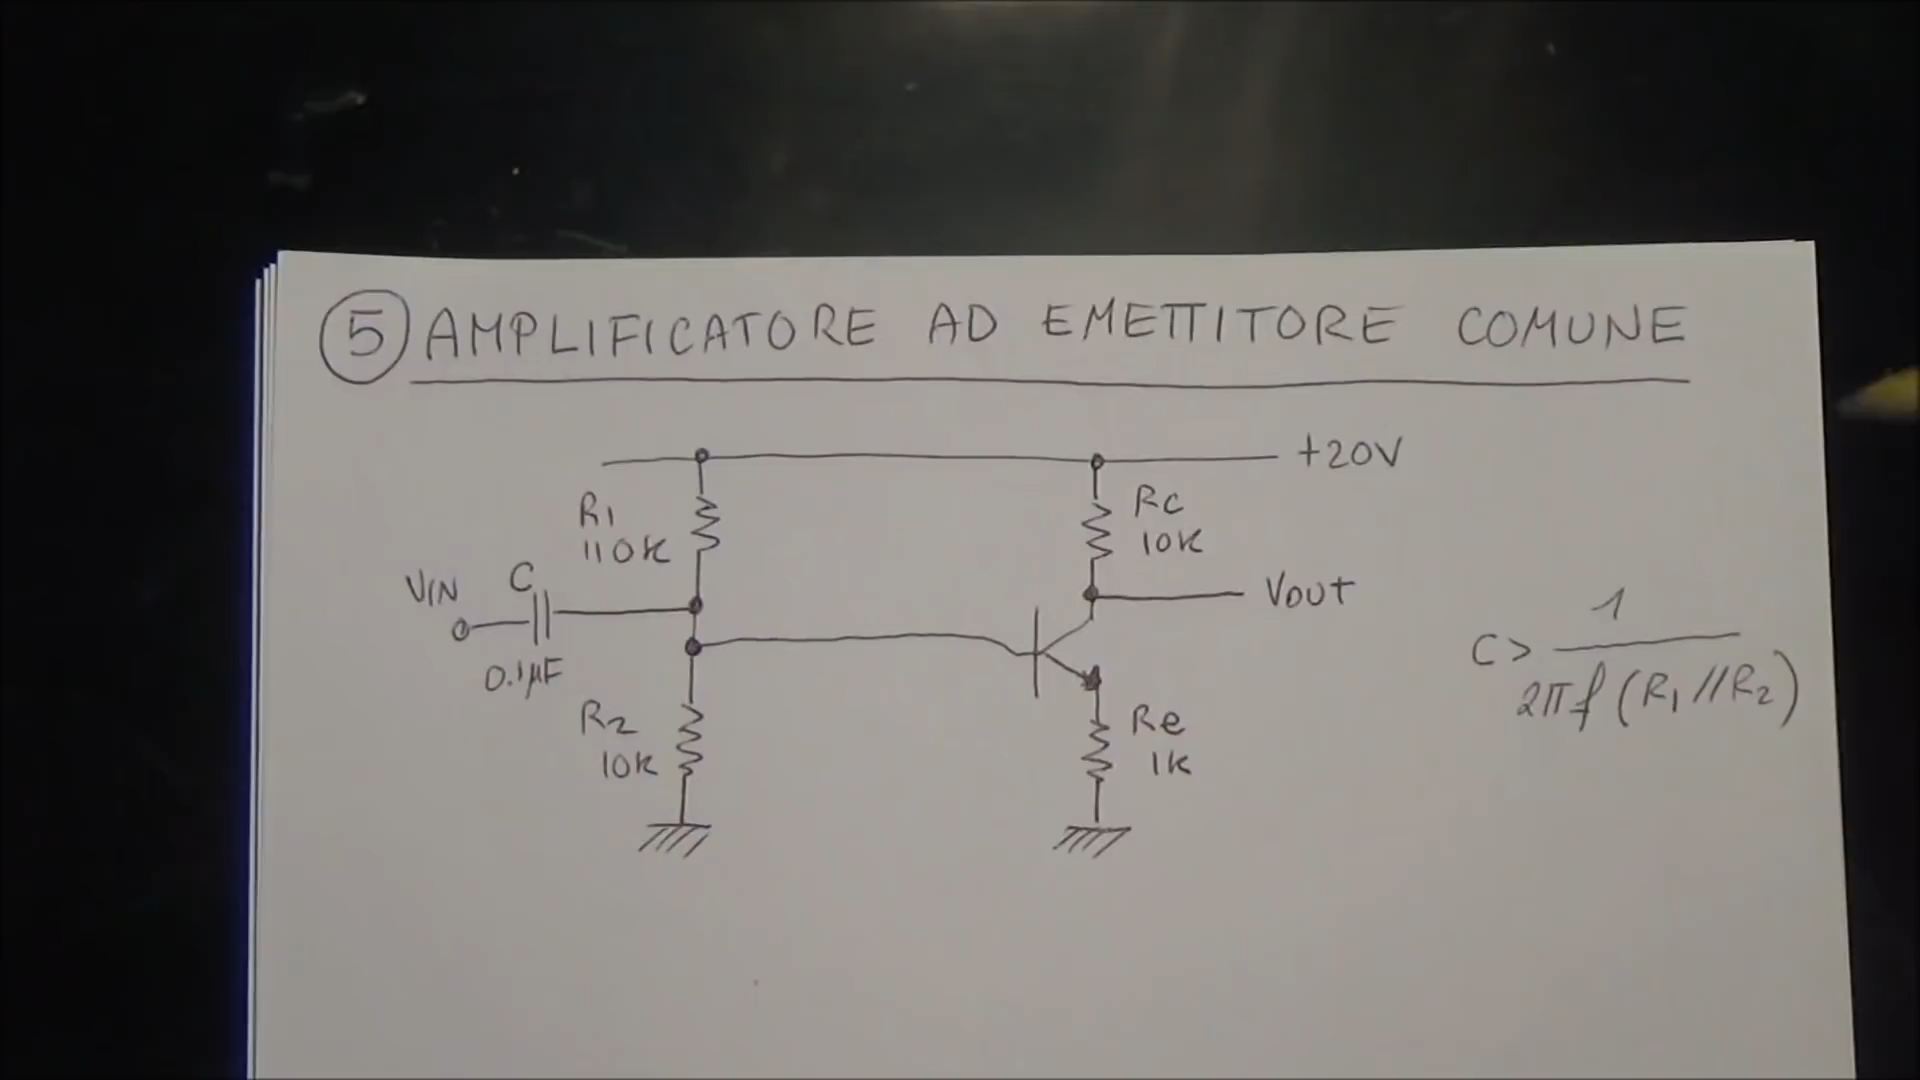 5 AMPLIFICATORE AD EMETTITORE COMUNE
+20V
R1
110K
RC
10K
VIN
C
0.1µF
VOUT
C > 1
2πf (R1 // R2)
R2
10K
Re
1K